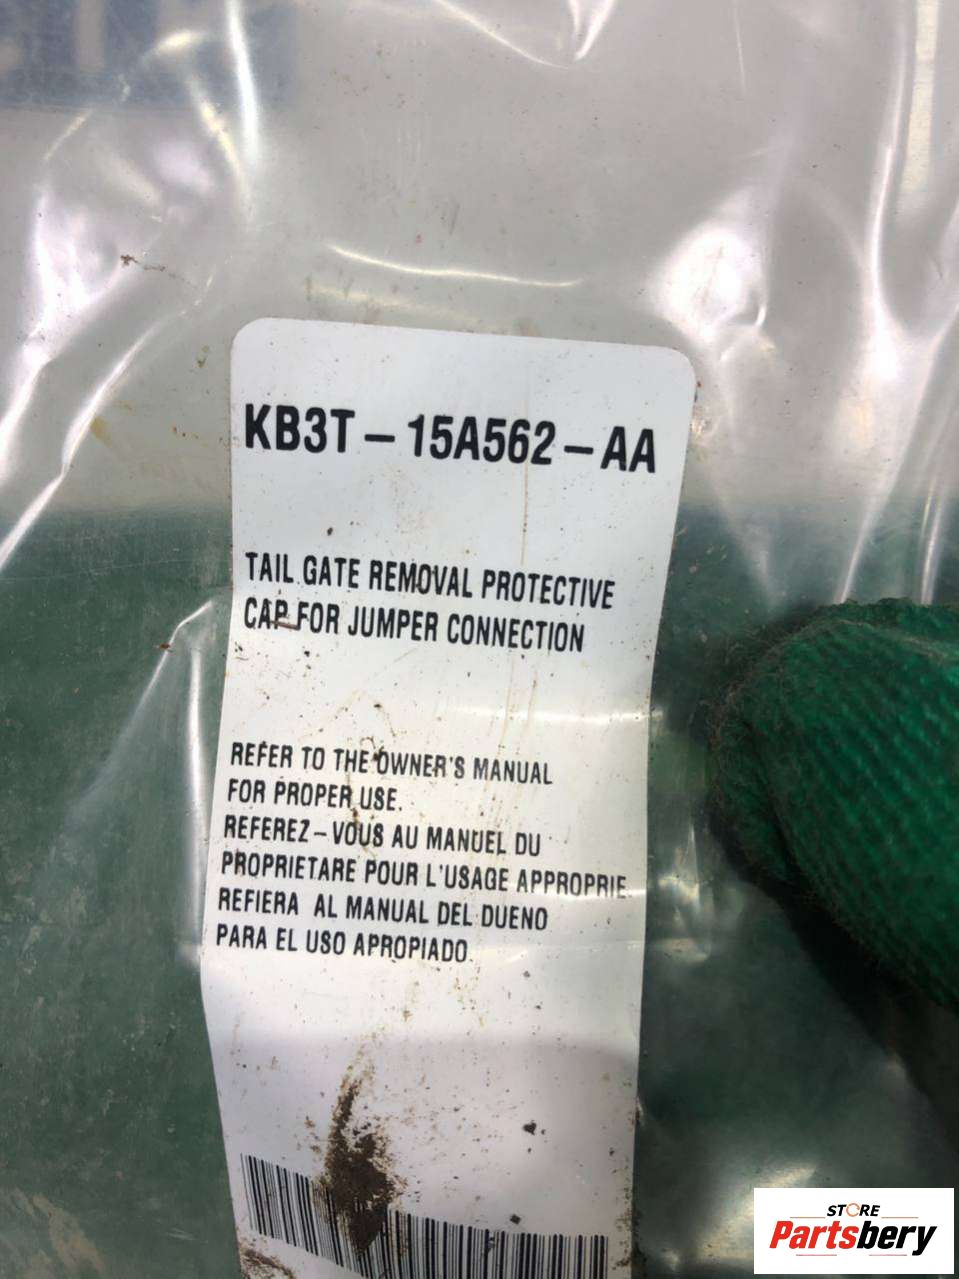 KB3T-15A562-AA
TAIL GATE REMOVAL PROTECTIVE
CAP FOR JUMPER CONNECTION
REFER TO THE OWNER'S MANUAL
FOR PROPER USE.
REFEREZ-VOUS AU MANUEL DU
PROPRIETARE POUR L'USAGE APPROPRIE.
REFIERA AL MANUAL DEL DUENO
PARA EL USO APROPIADO.
STORE
Partsbery